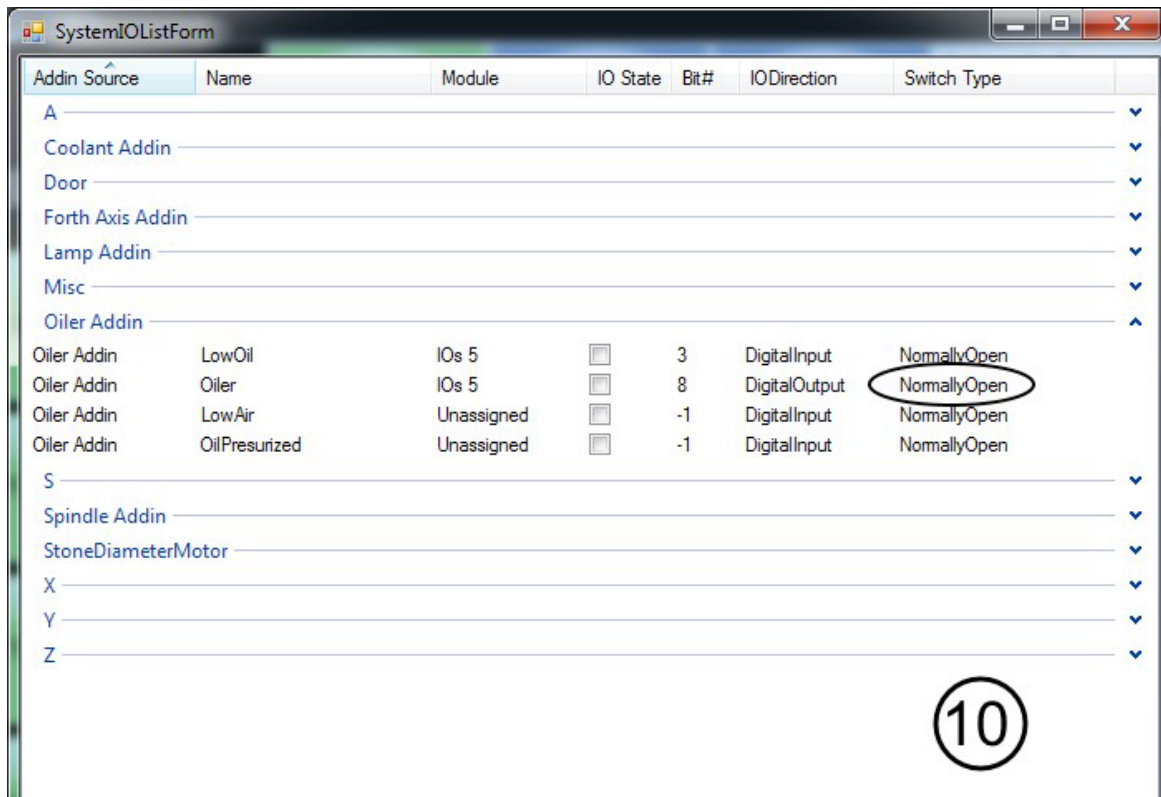 SystemIOListForm
Addin Source Name Module IO State Bit# IODirection Switch Type
A
Coolant Addin
Door
Forth Axis Addin
Lamp Addin
Misc
Oiler Addin
Oiler Addin LowOil IOs 5 3 DigitalInput NormallyOpen
Oiler Addin Oiler IOs 5 8 DigitalOutput NormallyOpen
Oiler Addin LowAir Unassigned -1 DigitalInput NormallyOpen
Oiler Addin OilPresurized Unassigned -1 DigitalInput NormallyOpen
S
Spindle Addin
StoneDiameterMotor
X
Y
Z
10